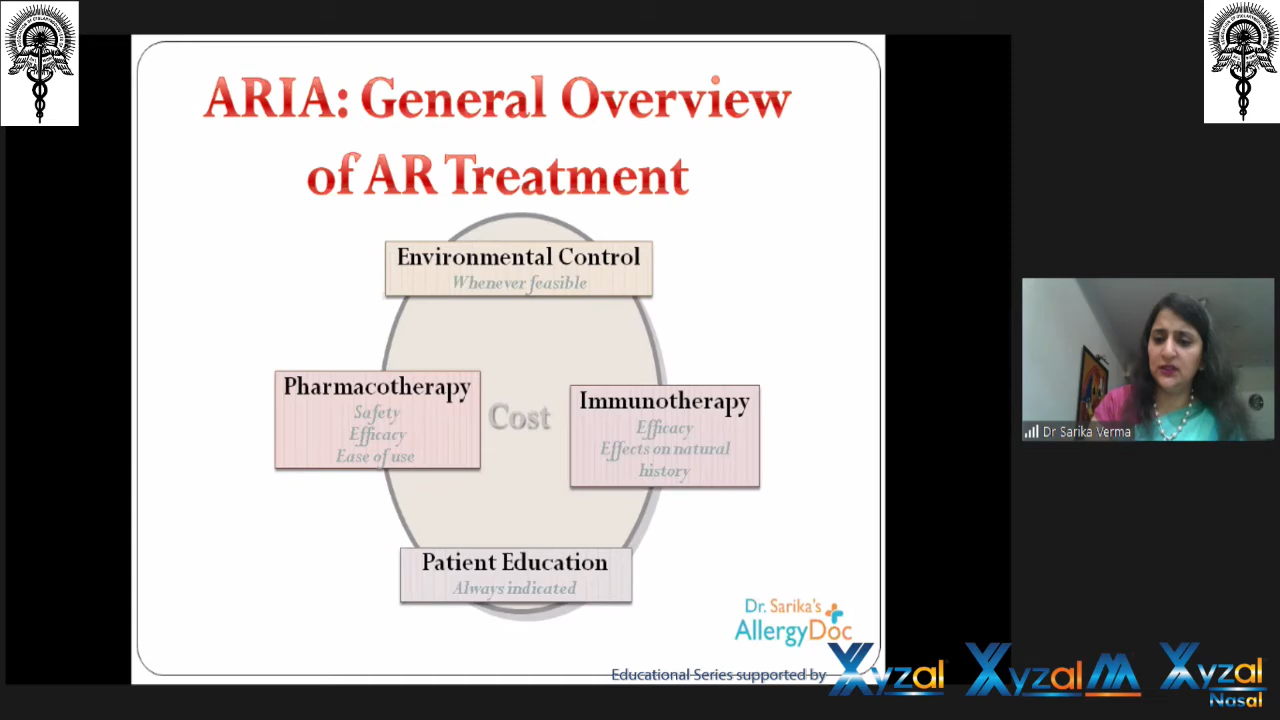 ARIA: General Overview
of AR Treatment
Environmental Control
Whenever feasible
Pharmacotherapy
Safety
Efficacy
Ease of use
Cost
Immunotherapy
Efficacy
Effects on natural
history
Patient Education
Always indicated
Dr. Sarika's
AllergyDoc
Dr Sarika Verma
Educational Series supported by
Xyzal
Xyzal M
Xyzal
Nasal